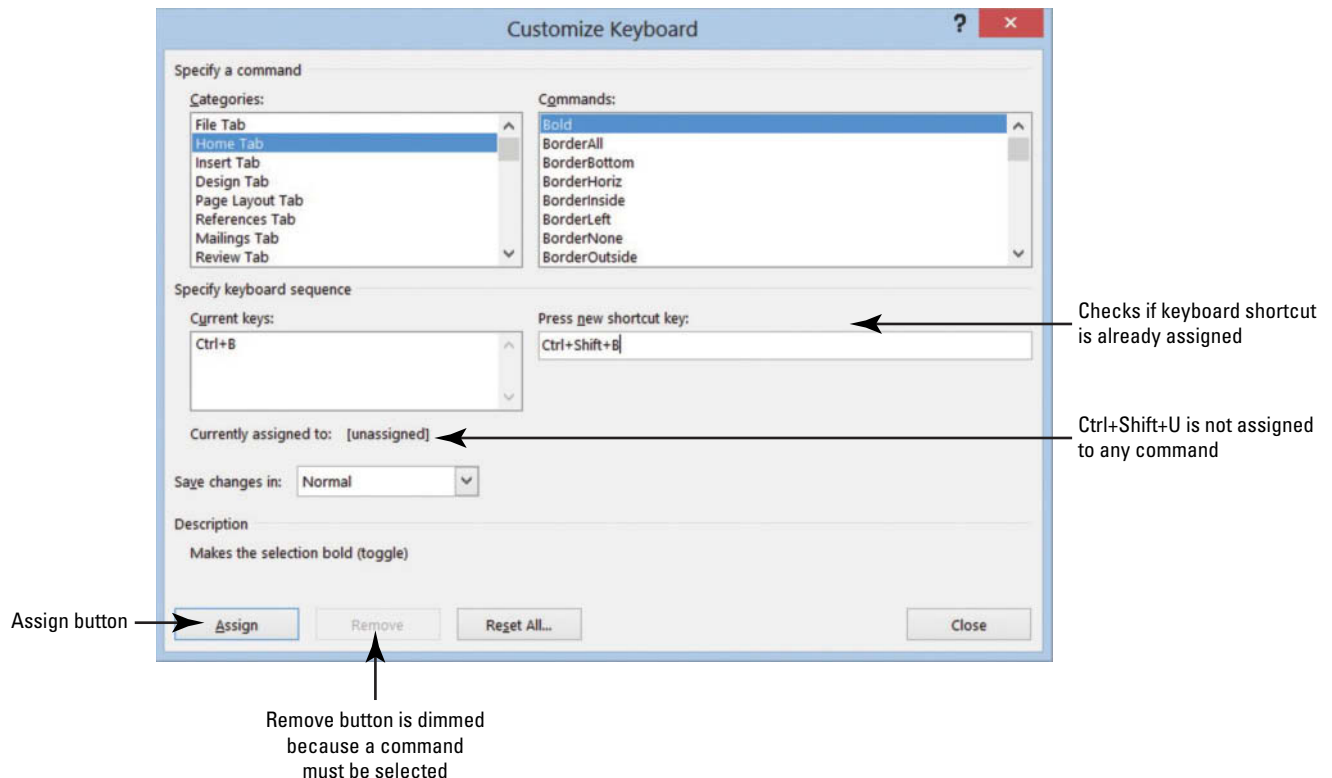 Customize Keyboard
?
×
Specify a command
Categories:
Commands:
File Tab
Home Tab
Insert Tab
Design Tab
Page Layout Tab
References Tab
Mailings Tab
Review Tab
Bold
BorderAll
BorderBottom
BorderHoriz
BorderInside
BorderLeft
BorderNone
BorderOutside
Specify keyboard sequence
Current keys:
Press new shortcut key:
Ctrl+B
Ctrl+Shift+B
Checks if keyboard shortcut
is already assigned
Currently assigned to: [unassigned]
Ctrl+Shift+U is not assigned
to any command
Save changes in: Normal
Description
Makes the selection bold (toggle)
Assign button
Assign
Remove
Reset All...
Close
Remove button is dimmed
because a command
must be selected